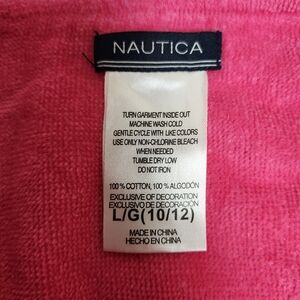 NAUTICA
TURN GARMENT INSIDE OUT
MACHINE WASH COLD
GENTLE CYCLE WITH LIKE COLORS
USE ONLY NON-CHLORINE BLEACH
WHEN NEEDED
TUMBLE DRY LOW
DO NOT IRON
100% COTTON, 100% ALGODÓN
EXCLUSIVE OF DECORATION
EXCLUSIVO DE DECORACIÓN
L/G(10/12)
MADE IN CHINA
HECHO EN CHINA